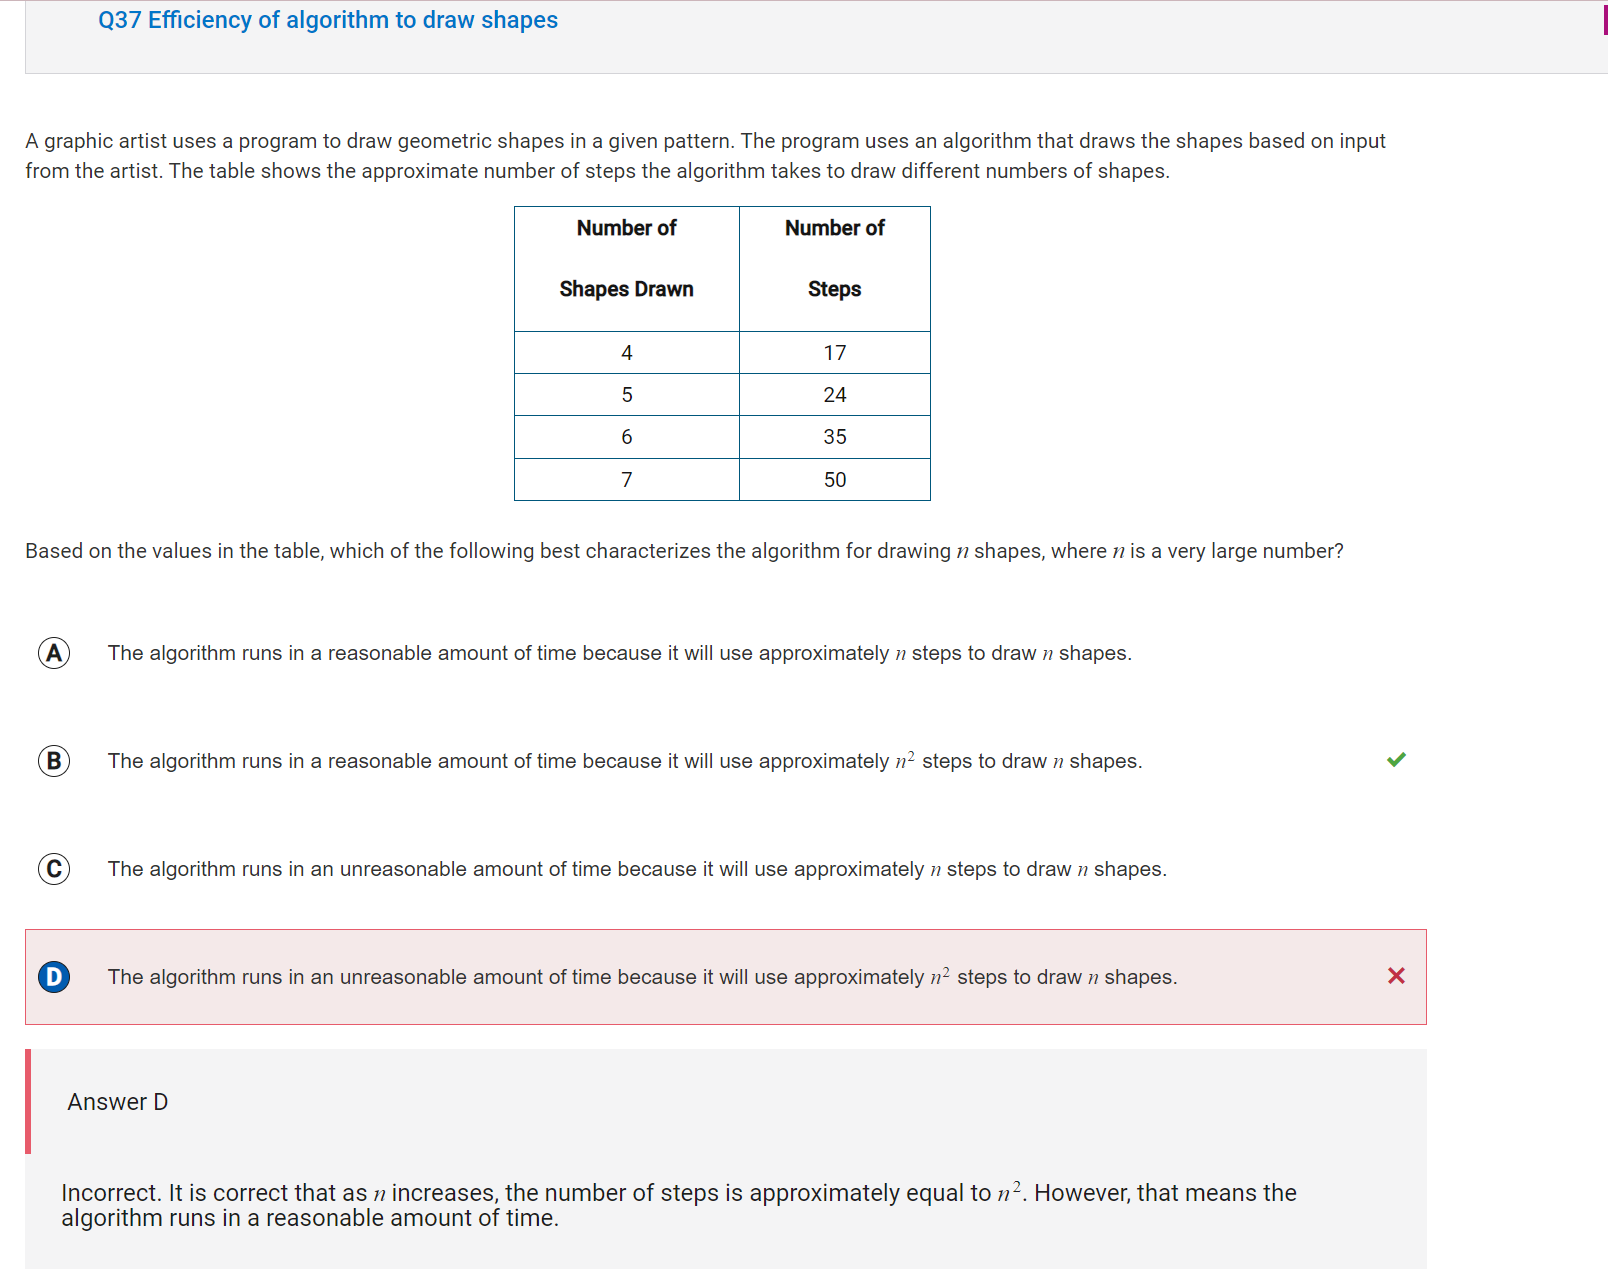 Q37 Efficiency of algorithm to draw shapes
A graphic artist uses a program to draw geometric shapes in a given pattern. The program uses an algorithm that draws the shapes based on input
from the artist. The table shows the approximate number of steps the algorithm takes to draw different numbers of shapes.
Number of Number of
Shapes Drawn Steps
4 17
5 24
6 35
7 50
Based on the values in the table, which of the following best characterizes the algorithm for drawing n shapes, where n is a very large number?
A The algorithm runs in a reasonable amount of time because it will use approximately n steps to draw n shapes.
B The algorithm runs in a reasonable amount of time because it will use approximately n² steps to draw n shapes.
C The algorithm runs in an unreasonable amount of time because it will use approximately n steps to draw n shapes.
D The algorithm runs in an unreasonable amount of time because it will use approximately n² steps to draw n shapes.
Answer D
Incorrect. It is correct that as n increases, the number of steps is approximately equal to n². However, that means the
algorithm runs in a reasonable amount of time.